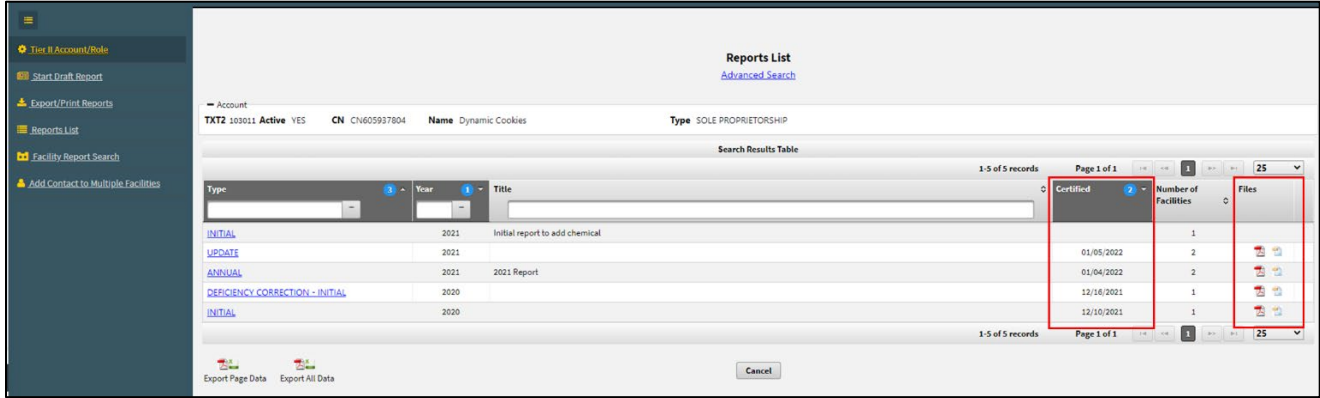 Tier II Account/Role
Start Draft Report
Export/Print Reports
Reports List
Facility Report Search
Add Contact to Multiple Facilities
Reports List
Advanced Search
Account
TXT2 103011 Active YES CN CN605937804 Name Dynamic Cookies Type SOLE PROPRIETORSHIP
Search Results Table
1-5 of 5 records Page 1 of 1 1 25
Type 3 Year 1 Title Certified 2 Number of Facilities Files
INITIAL 2021 Initial report to add chemical 1
UPDATE 2021 01/05/2022 2
ANNUAL 2021 2021 Report 01/04/2022 2
DEFICIENCY CORRECTION - INITIAL 2020 12/16/2021 1
INITIAL 2020 12/10/2021 1
1-5 of 5 records Page 1 of 1 1 25
Export Page Data Export All Data Cancel